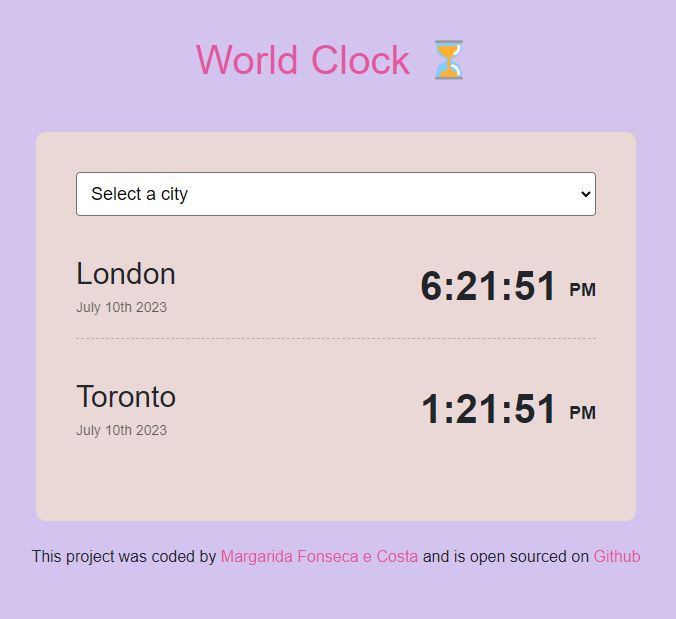 World Clock ⏳
Select a city
London
July 10th 2023
6:21:51 PM
Toronto
July 10th 2023
1:21:51 PM
This project was coded by Margarida Fonseca e Costa and is open sourced on Github